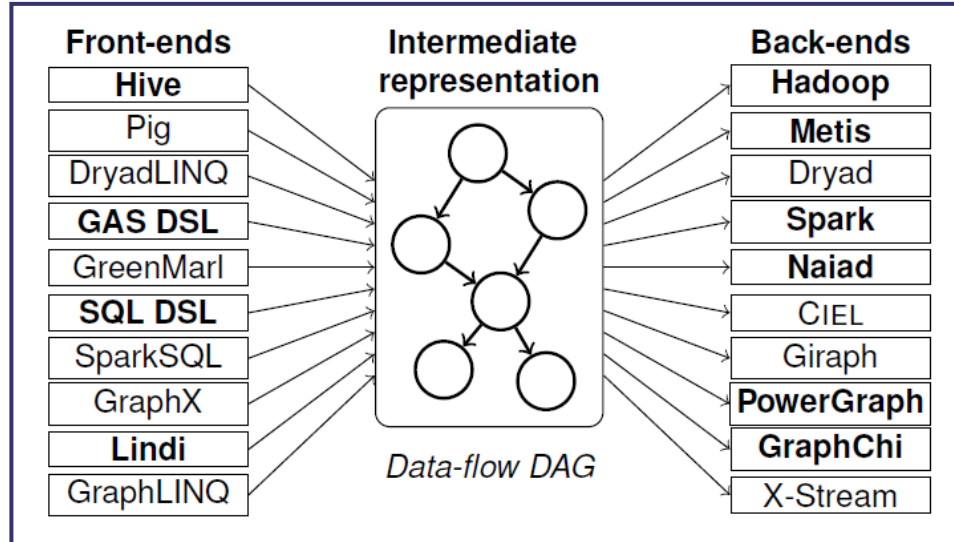 Front-ends
Hive
Pig
DryadLINQ
GAS DSL
GreenMarl
SQL DSL
SparkSQL
GraphX
Lindi
GraphLINQ
Intermediate
representation
Data-flow DAG
Back-ends
Hadoop
Metis
Dryad
Spark
Naiad
CIEL
Giraph
PowerGraph
GraphChi
X-Stream